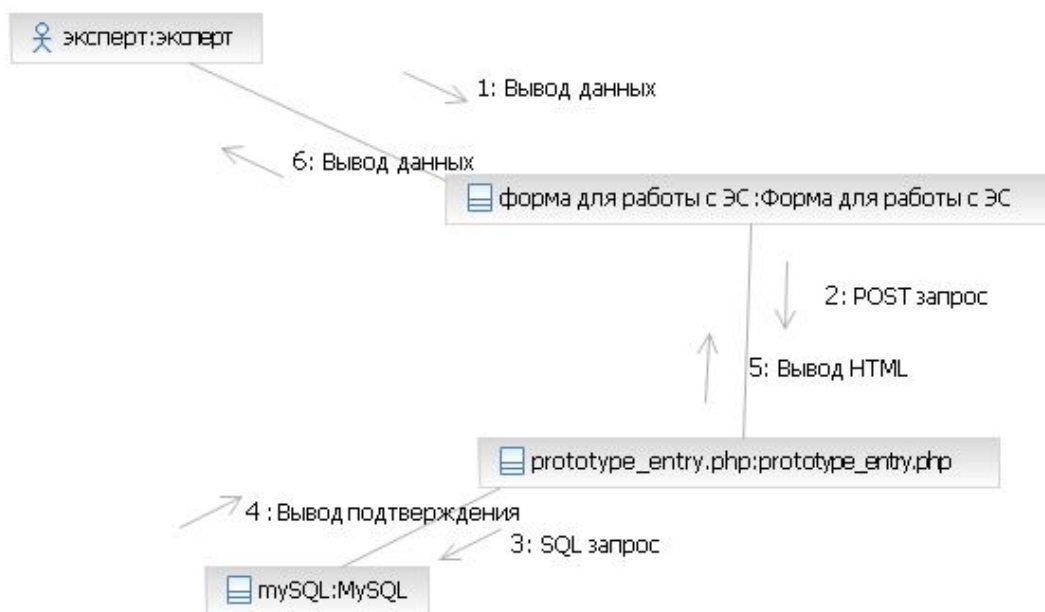 эксперт:эксперт
1: Вывод данных
6: Вывод данных
форма для работы с ЭС :Форма для работы с ЭС
2: POST запрос
5: Вывод HTML
prototype_entry.php:prototype_entry.php
4 : Вывод подтверждения
3: SQL запрос
mySQL:MySQL